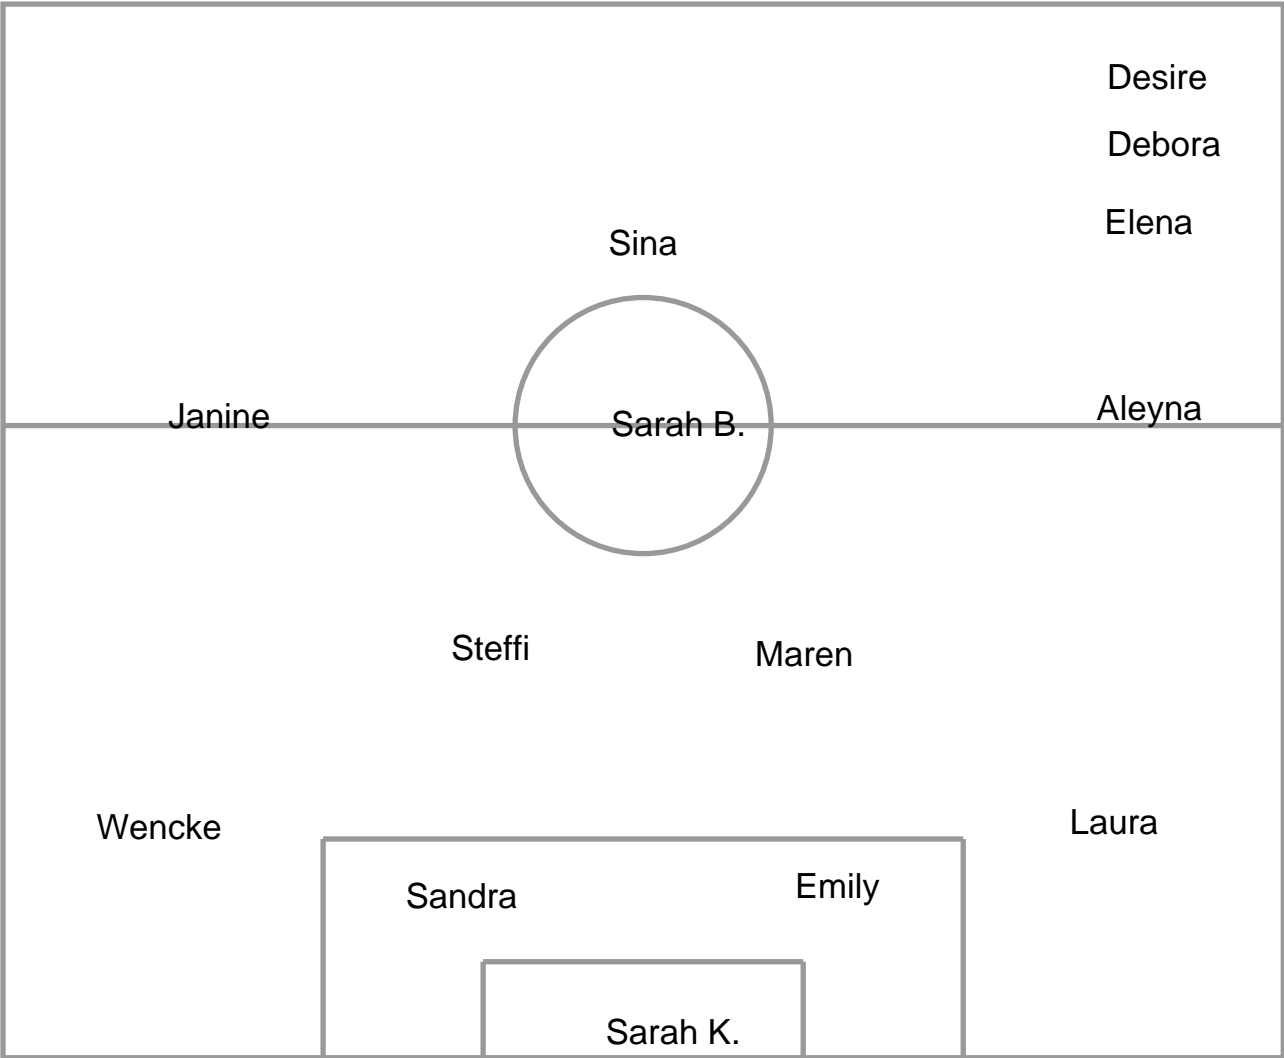 Desire
Debora
Elena
Sina
Janine
Sarah B.
Aleyna
Steffi
Maren
Wencke
Laura
Sandra
Emily
Sarah K.